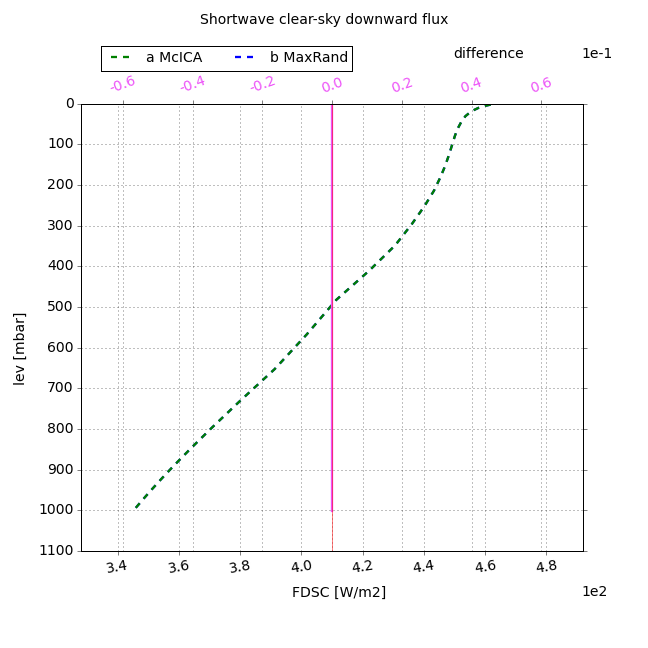 Shortwave clear-sky downward flux
a McICA b MaxRand difference 1e-1
-0.6 -0.4 -0.2 0.0 0.2 0.4 0.6
0
100
200
300
400
500
600
700
800
900
1000
1100
lev [mbar]
3.4 3.6 3.8 4.0 4.2 4.4 4.6 4.8
FDSC [W/m2] 1e2